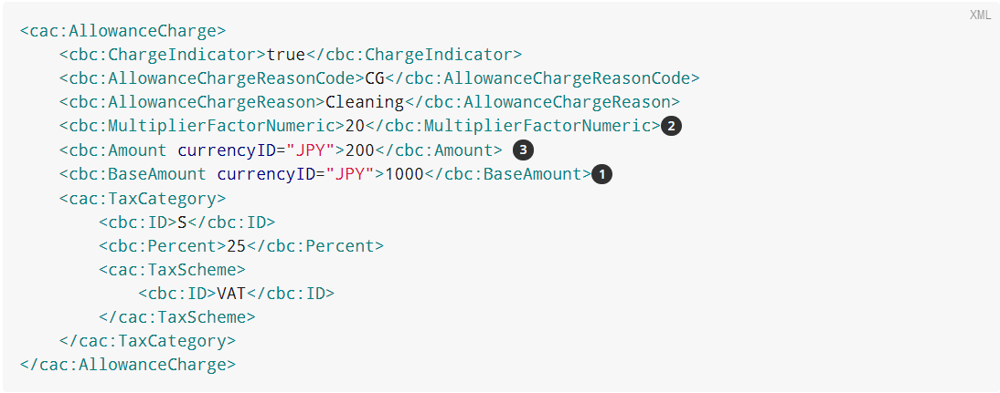 XML
<cac:AllowanceCharge>
    <cbc:ChargeIndicator>true</cbc:ChargeIndicator>
    <cbc:AllowanceChargeReasonCode>CG</cbc:AllowanceChargeReasonCode>
    <cbc:AllowanceChargeReason>Cleaning</cbc:AllowanceChargeReason>
    <cbc:MultiplierFactorNumeric>20</cbc:MultiplierFactorNumeric> 2
    <cbc:Amount currencyID="JPY">200</cbc:Amount> 3
    <cbc:BaseAmount currencyID="JPY">1000</cbc:BaseAmount> 1
    <cac:TaxCategory>
        <cbc:ID>S</cbc:ID>
        <cbc:Percent>25</cbc:Percent>
        <cac:TaxScheme>
            <cbc:ID>VAT</cbc:ID>
        </cac:TaxScheme>
    </cac:TaxCategory>
</cac:AllowanceCharge>